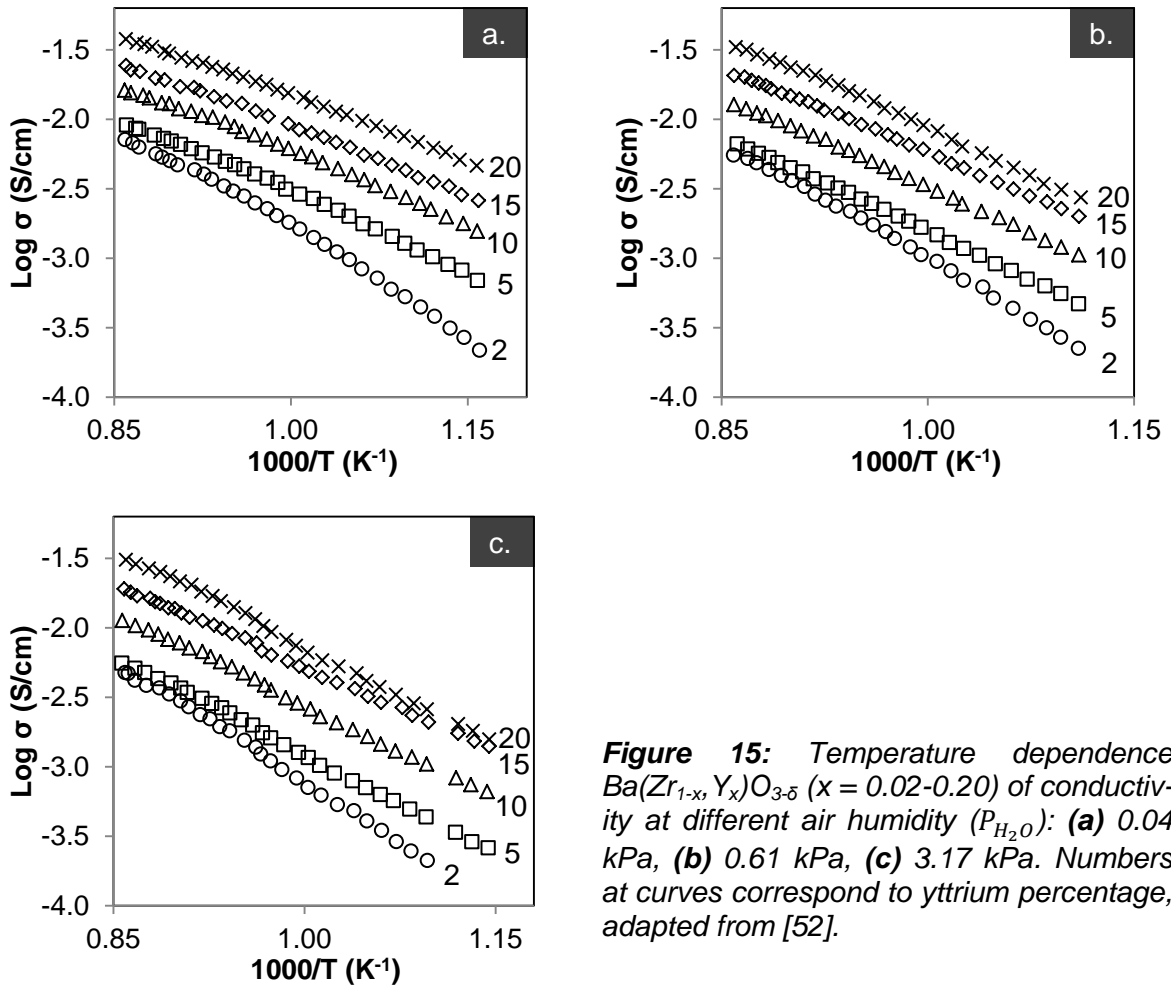 a.
-1.5
-2.0
-2.5
-3.0
-3.5
-4.0
Log σ (S/cm)
20
15
10
5
2
0.85 1.00 1.15
1000/T (K⁻¹)
b.
-1.5
-2.0
-2.5
-3.0
-3.5
-4.0
Log σ (S/cm)
20
15
10
5
2
0.85 1.00 1.15
1000/T (K⁻¹)
c.
-1.5
-2.0
-2.5
-3.0
-3.5
-4.0
Log σ (S/cm)
20
15
10
5
2
0.85 1.00 1.15
1000/T (K⁻¹)
Figure 15: Temperature dependence
Ba(Zr₁₋ₓ,Yₓ)O₃₋δ (x = 0.02-0.20) of conductiv-
ity at different air humidity (P_H₂O): (a) 0.04
kPa, (b) 0.61 kPa, (c) 3.17 kPa. Numbers
at curves correspond to yttrium percentage,
adapted from [52].